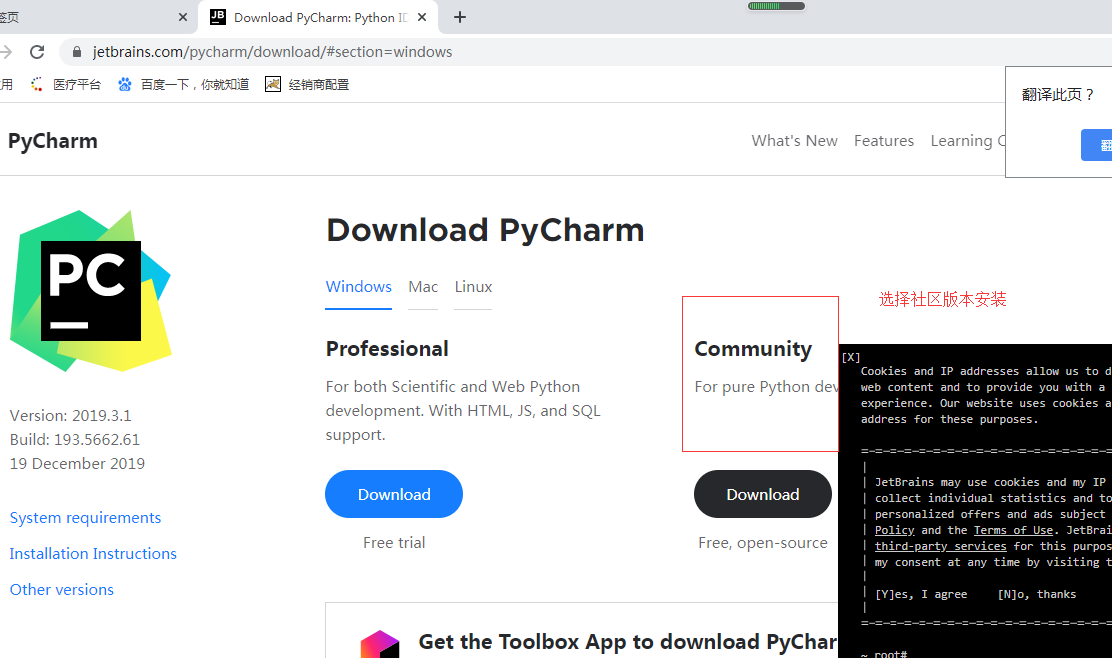 签页
JB
Download PyCharm: Python ID
jetbrains.com/pycharm/download/#section=windows
用
医疗平台
百度一下，你就知道
经销商配置
翻译此页？
翻
PyCharm
What's New
Features
Learning C
PC
Download PyCharm
Windows
Mac
Linux
选择社区版本安装
Professional
Community
For both Scientific and Web Python
development. With HTML, JS, and SQL
support.
For pure Python dev
Version: 2019.3.1
Build: 193.5662.61
19 December 2019
Download
Download
Free trial
Free, open-source
System requirements
Installation Instructions
Other versions
Get the Toolbox App to download PyChar
[X]
Cookies and IP addresses allow us to d
web content and to provide you with a
experience. Our website uses cookies a
address for these purposes.
JetBrains may use cookies and my IP
collect individual statistics and to
personalized offers and ads subject
Policy and the Terms of Use. JetBrai
third-party services for this purpos
my consent at any time by visiting t
[Y]es, I agree [N]o, thanks
~ root#